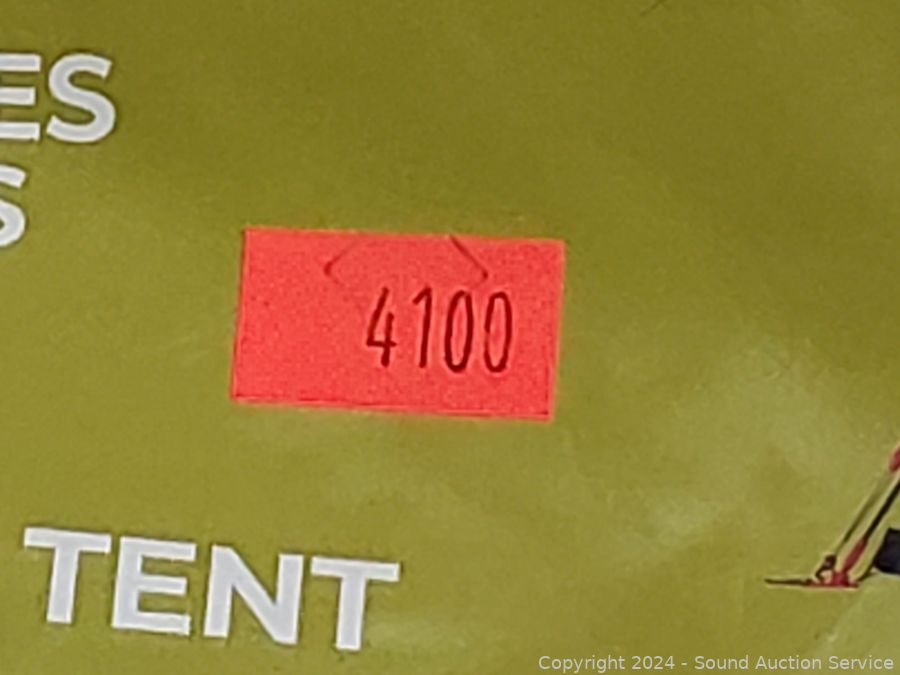 ES
S
4100
TENT
Copyright 2024 - Sound Auction Service